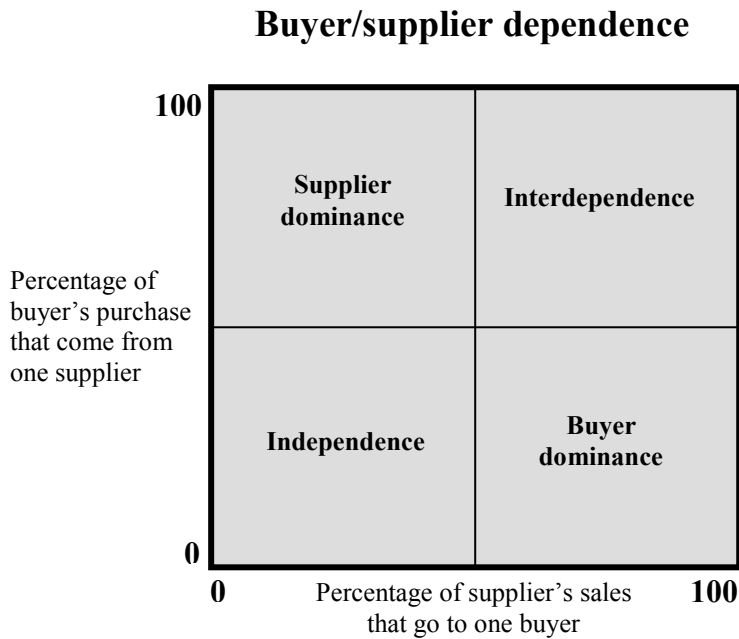 Buyer/supplier dependence
100
Supplier
dominance
Interdependence
Percentage of
buyer’s purchase
that come from
one supplier
Independence
Buyer
dominance
0
0
Percentage of supplier’s sales
that go to one buyer
100